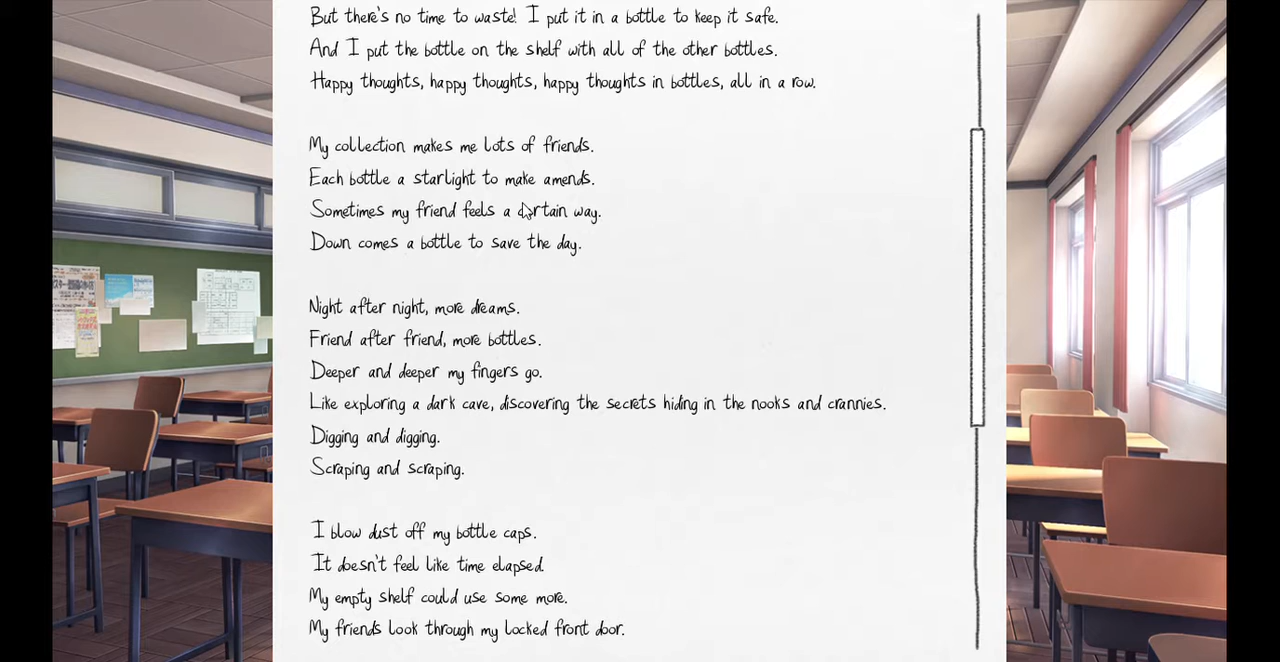 But there's no time to waste! I put it in a bottle to keep it safe.
And I put the bottle on the shelf with all of the other bottles.
Happy thoughts, happy thoughts, happy thoughts in bottles, all in a row.
My collection makes me lots of friends.
Each bottle a starlight to make amends.
Sometimes my friend feels a certain way.
Down comes a bottle to save the day.
Night after night, more dreams.
Friend after friend, more bottles.
Deeper and deeper my fingers go.
Like exploring a dark cave, discovering the secrets hiding in the nooks and crannies.
Digging and digging.
Scraping and scraping.
I blow dust off my bottle caps.
It doesn't feel like time elapsed.
My empty shelf could use some more.
My friends look through my locked front door.